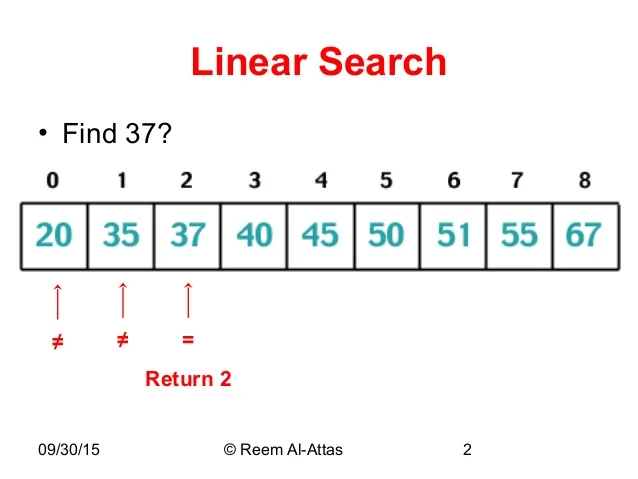 Linear Search
• Find 37?
0 1 2 3 4 5 6 7 8
20 35 37 40 45 50 51 55 67
≠ ≠ =
Return 2
09/30/15 © Reem Al-Attas 2